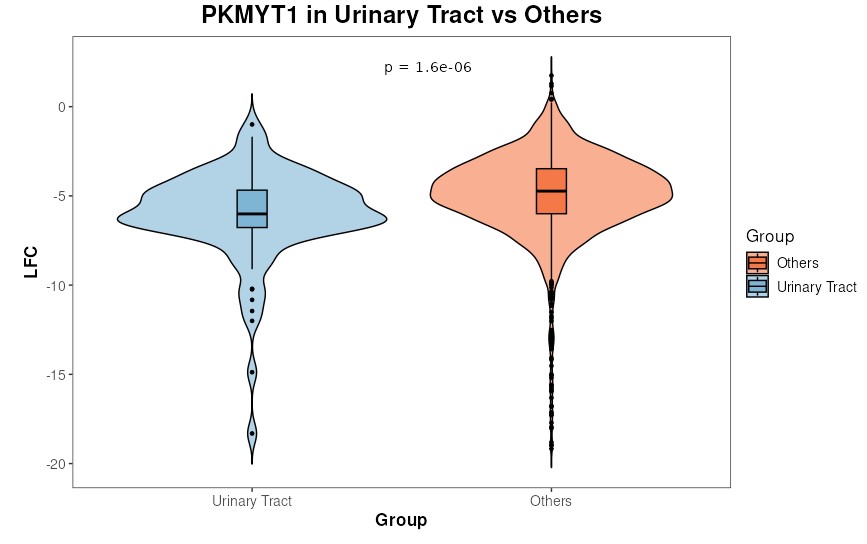 PKMYT1 in Urinary Tract vs Others
p = 1.6e-06
0
-5
-10
-15
-20
LFC
Urinary Tract
Others
Group
Group
Others
Urinary Tract